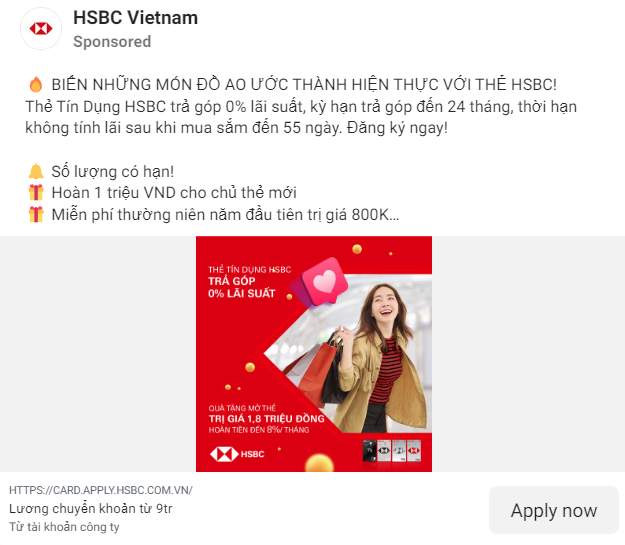 HSBC Vietnam
Sponsored
🔥 BIẾN NHỮNG MÓN ĐỒ AO ƯỚC THÀNH HIỆN THỰC VỚI THẺ HSBC!
Thẻ Tín Dụng HSBC trả góp 0% lãi suất, kỳ hạn trả góp đến 24 tháng, thời hạn
không tính lãi sau khi mua sắm đến 55 ngày. Đăng ký ngay!
🔔 Số lượng có hạn!
🎁 Hoàn 1 triệu VND cho chủ thẻ mới
🎁 Miễn phí thường niên năm đầu tiên trị giá 800K...
THẺ TÍN DỤNG HSBC
TRẢ GÓP
0% LÃI SUẤT
QUÀ TẶNG MỞ THẺ
TRỊ GIÁ 1,8 TRIỆU ĐỒNG
HOÀN TIỀN ĐẾN 8%/THÁNG
HSBC
HTTPS://CARD.APPLY.HSBC.COM.VN/
Lương chuyển khoản từ 9tr
Từ tài khoản công ty
Apply now